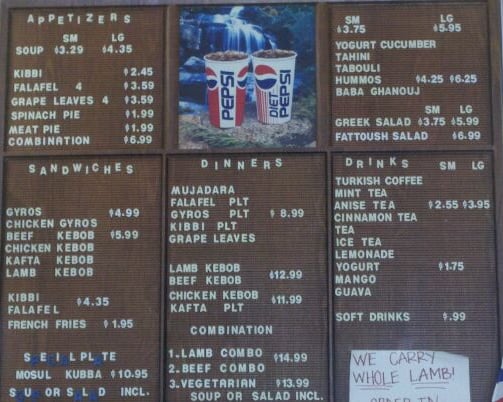 APPETIZERS
SM LG
SOUP $3.29 $4.35
KIBBI $2.45
FALAFEL 4 $3.59
GRAPE LEAVES 4 $3.59
SPINACH PIE $1.99
MEAT PIE $1.99
COMBINATION $6.99
PEPSI
DIET PEPSI
SM LG
$3.75 $5.95
YOGURT CUCUMBER
TAHINI
TABOULI
HUMMOS $4.25 $6.25
BABA GHANOUJ
SM LG
GREEK SALAD $3.75 $5.99
FATTOUSH SALAD $6.99
SANDWICHES
GYROS $4.99
CHICKEN GYROS
BEEF KEBOB $5.99
CHICKEN KEBOB
KAFTA KEBOB
LAMB KEBOB
KIBBI $4.35
FALAFEL
FRENCH FRIES $1.95
S E I L PL TE
MOSUL KUBBA $10.95
S U OR S L D INCL.
DINNERS
MUJADARA
FALAFEL PLT
GYROS PLT $8.99
KIBBI PLT
GRAPE LEAVES
LAMB KEBOB $12.99
BEEF KEBOB
CHICKEN KEBOB $11.99
KAFTA PLT
COMBINATION
1. LAMB COMBO $14.99
2. BEEF COMBO
3. VEGETARIAN $13.99
SOUP OR SALAD INCL.
DRINKS SM LG
TURKISH COFFEE
MINT TEA
ANISE TEA $2.55 $3.95
CINNAMON TEA
TEA
ICE TEA
LEMONADE
YOGURT $1.75
MANGO
GUAVA
SOFT DRINKS $.99
WE CARRY
WHOLE LAMB!
ORDER IN